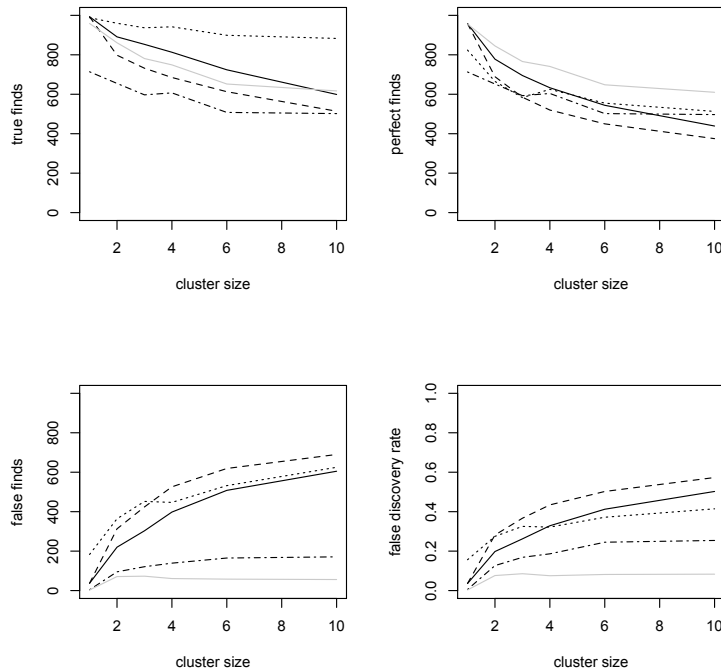 true finds
0 200 400 600 800
2 4 6 8 10
cluster size
perfect finds
0 200 400 600 800
2 4 6 8 10
cluster size
false finds
0 200 400 600 800
2 4 6 8 10
cluster size
false discovery rate
0.0 0.2 0.4 0.6 0.8 1.0
2 4 6 8 10
cluster size